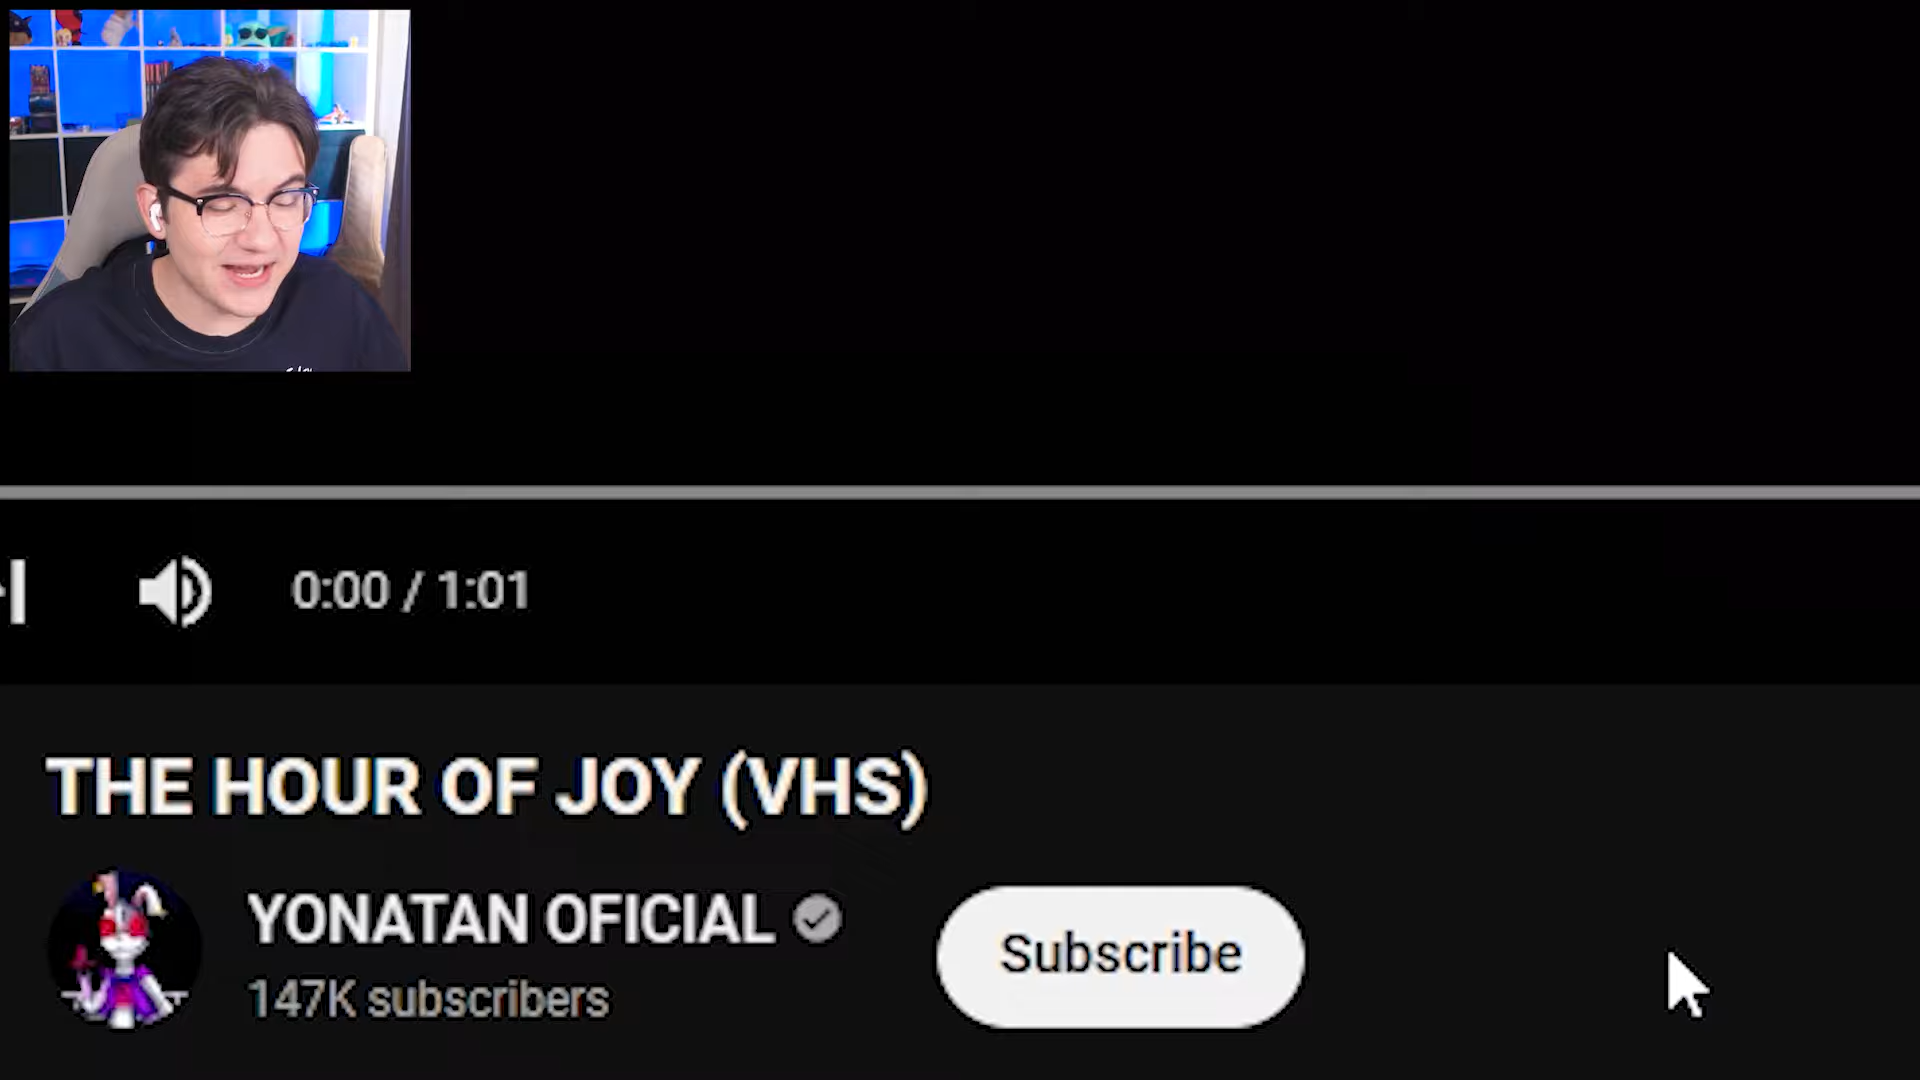 0:00 / 1:01
THE HOUR OF JOY (VHS)
YONATAN OFICIAL
Subscribe
147K subscribers